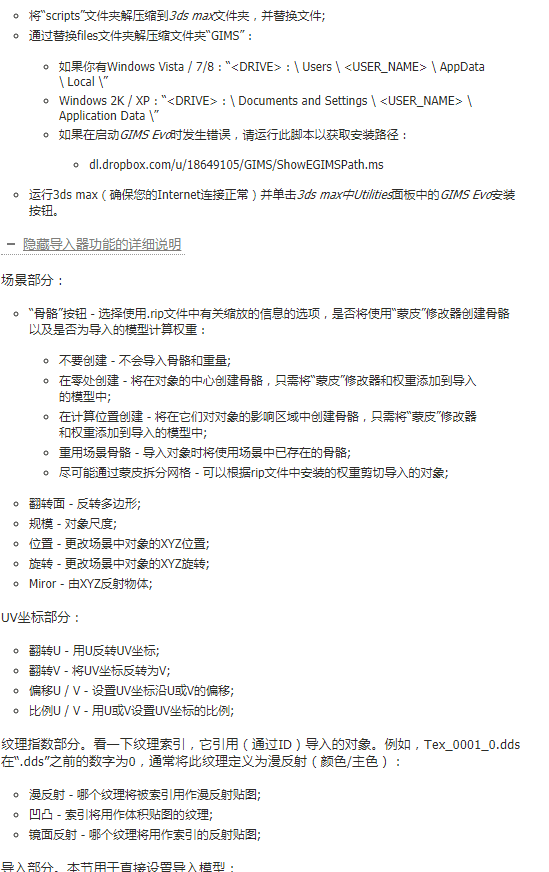 将“scripts”文件夹解压缩到3ds max文件夹，并替换文件;
通过替换files文件夹解压缩文件夹“GIMS”：
如果你有Windows Vista / 7/8：“<DRIVE>：\ Users \ <USER_NAME> \ AppData
\ Local \”
Windows 2K / XP：“<DRIVE>：\ Documents and Settings \ <USER_NAME> \
Application Data \”
如果在启动GIMS Evo时发生错误，请运行此脚本以获取安装路径：
dl.dropbox.com/u/18649105/GIMS/ShowEGIMSPath.ms
运行3ds max（确保您的Internet连接正常）并单击3ds max中Utilities面板中的GIMS Evo安装
按钮。
− 隐藏导入器功能的详细说明
场景部分：
“骨骼”按钮 - 选择使用.rip文件中有关缩放的信息的选项，是否将使用“蒙皮”修改器创建骨骼
以及是否为导入的模型计算权重：
不要创建 - 不会导入骨骼和重量;
在零处创建 - 将在对象的中心创建骨骼，只需将“蒙皮”修改器和权重添加到导入
的模型中;
在计算位置创建 - 将在它们对对象的影响区域中创建骨骼，只需将“蒙皮”修改器
和权重添加到导入的模型中;
重用场景骨骼 - 导入对象时将使用场景中已存在的骨骼;
尽可能通过蒙皮拆分网格 - 可以根据rip文件中安装的权重剪切导入的对象;
翻转面 - 反转多边形;
规模 - 对象尺度;
位置 - 更改场景中对象的XYZ位置;
旋转 - 更改场景中对象的XYZ旋转;
Miror - 由XYZ反射物体;
UV坐标部分：
翻转U - 用U反转UV坐标;
翻转V - 将UV坐标反转为V;
偏移U / V - 设置UV坐标沿U或V的偏移;
比例U / V - 用U或V设置UV坐标的比例;
纹理指数部分。看一下纹理索引，它引用（通过ID）导入的对象。例如，Tex_0001_0.dds
在“.dds”之前的数字为0，通常将此纹理定义为漫反射（颜色/主色）：
漫反射 - 哪个纹理将被索引用作漫反射贴图;
凹凸 - 索引将用作体积贴图的纹理;
镜面反射 - 哪个纹理将用作索引的反射贴图;
导入部分。本节用于直接设置导入模型：